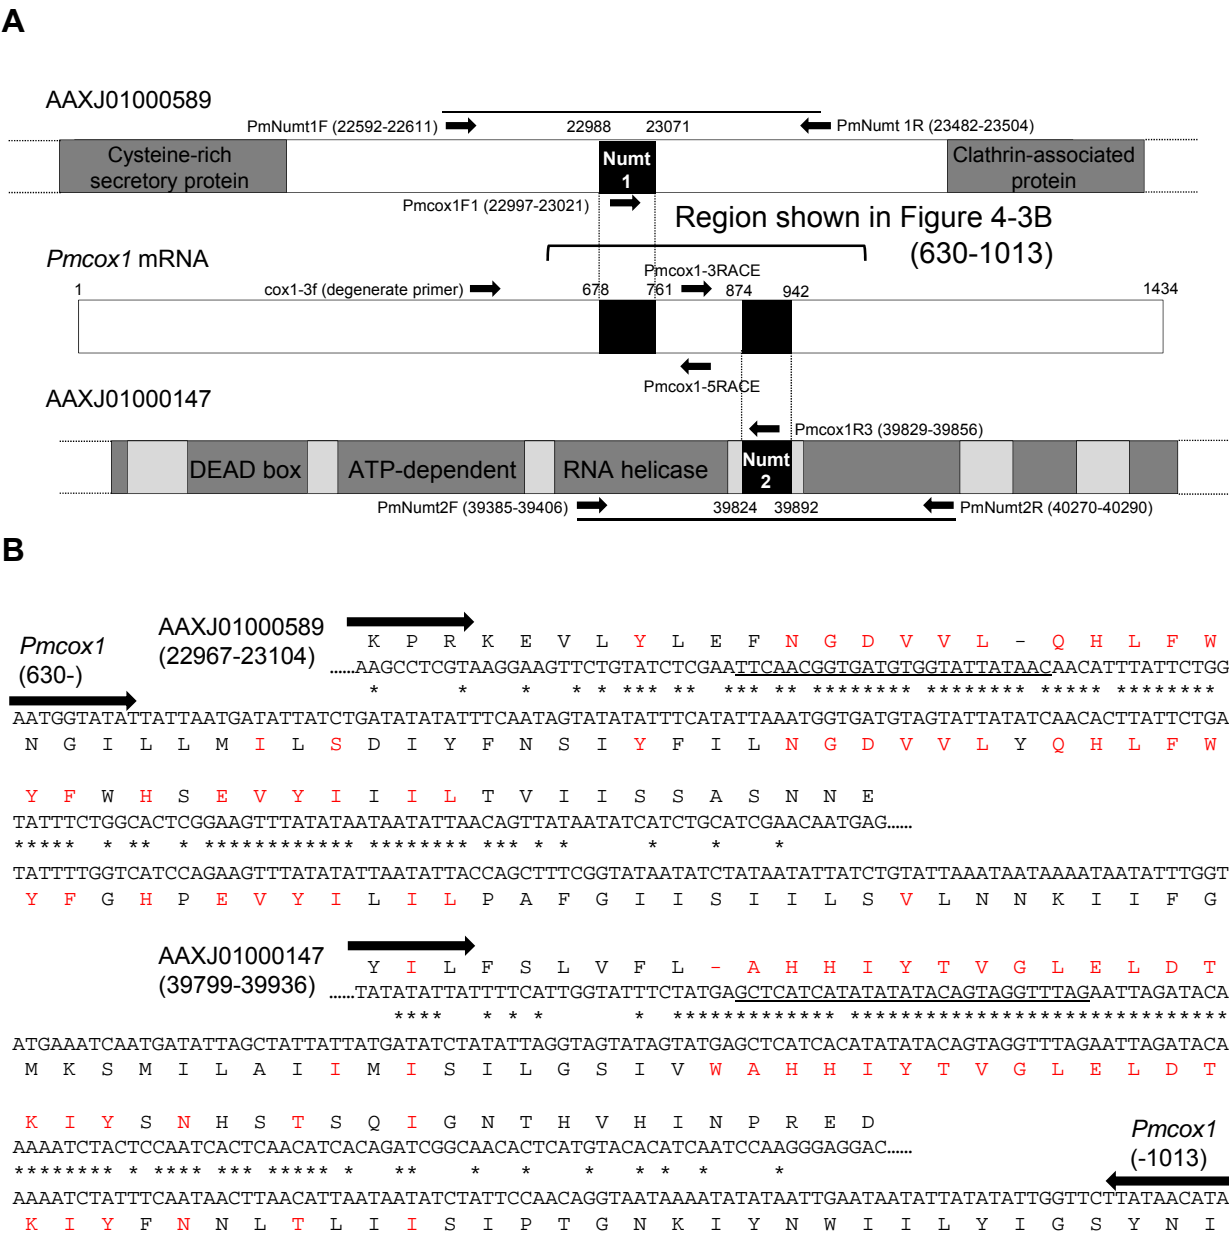 A
AAXJ01000589
PmNumt1F (22592-22611)
22988
23071
PmNumt 1R (23482-23504)
Cysteine-rich
secretory protein
Numt
1
Clathrin-associated
protein
Pmcox1F1 (22997-23021)
Region shown in Figure 4-3B
(630-1013)
Pmcox1 mRNA
Pmcox1-3RACE
1
cox1-3f (degenerate primer)
678
761
874
942
1434
Pmcox1-5RACE
AAXJ01000147
Pmcox1R3 (39829-39856)
DEAD box
ATP-dependent
RNA helicase
Numt
2
PmNumt2F (39385-39406)
39824
39892
PmNumt2R (40270-40290)
B
Pmcox1
(630-)
AAXJ01000589
(22967-23104)
K P R K E V L Y L E F N G D V V L - Q H L F W
......AAGCCTCGTAAGGAAGTTCTGTATCTCGAATTCAACGGTGATGTGGTATTATAACAACATTTATTCTGG
* * * * * *** ** *** ** ******** ******** ***** ********
AATGGTATATTATTAATGATATTATCTGATATATATTTCAATAGTATATATTTCATATTAAATGGTGATGTAGTATTATATCAACACTTATTCTGA
N G I L L M I L S D I Y F N S I Y F I L N G D V V L Y Q H L F W
Y F W H S E V Y I I I L T V I I S S A S N N E
TATTTCTGGCACTCGGAAGTTTATATAATAATATTAACAGTTATAATATCATCTGCATCGAACAATGAG......
***** * ** * ************ ******** *** * * * * *
TATTTTGGTCATCCAGAAGTTTATATATTAATATTACCAGCTTTCGGTATAATATCTATAATATTATCTGTATTAAATAATAAAATAATATTTGGT
Y F G H P E V Y I L I L P A F G I I S I I L S V L N N K I I F G
AAXJ01000147
(39799-39936)
Y I L F S L V F L - A H H I Y T V G L E L D T
......TATATATTATTTTCATTGGTATTTCTATGAGCTCATCATATATATACAGTAGGTTTAGAATTAGATACA
**** * * * * ************* ******************************
ATGAAATCAATGATATTAGCTATTATTATGATATCTATATTAGGTAGTATAGTATGAGCTCATCACATATATACAGTAGGTTTAGAATTAGATACA
M K S M I L A I I M I S I L G S I V W A H H I Y T V G L E L D T
K I Y S N H S T S Q I G N T H V H I N P R E D
AAAATCTACTCCAATCACTCAACATCACAGATCGGCAACACTCATGTACACATCAATCCAAGGGAGGAC......
******** * **** *** **** * ** * * * * * * *
AAAATCTATTTCAATAACTTAACATTAATAATATCTATTCCAACAGGTAATAAAATATATAATTGAATAATATTATATATTGGTTCTTATAACATA
K I Y F N N L T L I I S I P T G N K I Y N W I I L Y I G S Y N I
Pmcox1
(-1013)